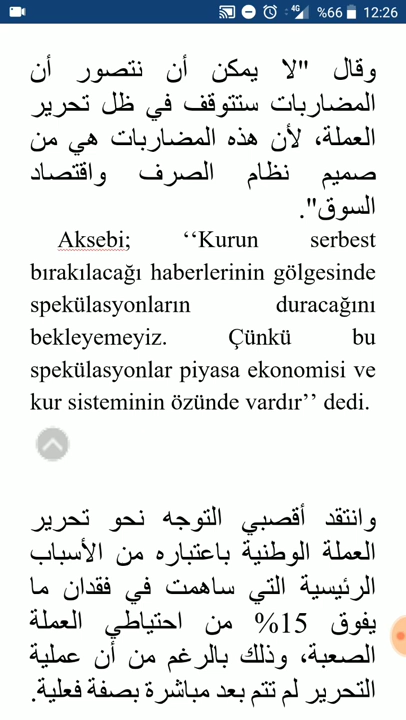 4G %66 12:26
وقال "لا يمكن أن نتصور أن
المضاربات ستتوقف في ظل تحرير
العملة، لأن هذه المضاربات هي من
صميم نظام الصرف واقتصاد
السوق".
Aksebi; ‘‘Kurun serbest
bırakılacağı haberlerinin gölgesinde
spekülasyonların duracağını
bekleyemeyiz. Çünkü bu
spekülasyonlar piyasa ekonomisi ve
kur sisteminin özünde vardır’’ dedi.
وانتقد أقصبي التوجه نحو تحرير
العملة الوطنية باعتباره من الأسباب
الرئيسية التي ساهمت في فقدان ما
يفوق 15% من احتياطي العملة
الصعبة، وذلك بالرغم من أن عملية
التحرير لم تتم بعد مباشرة بصفة فعلية.